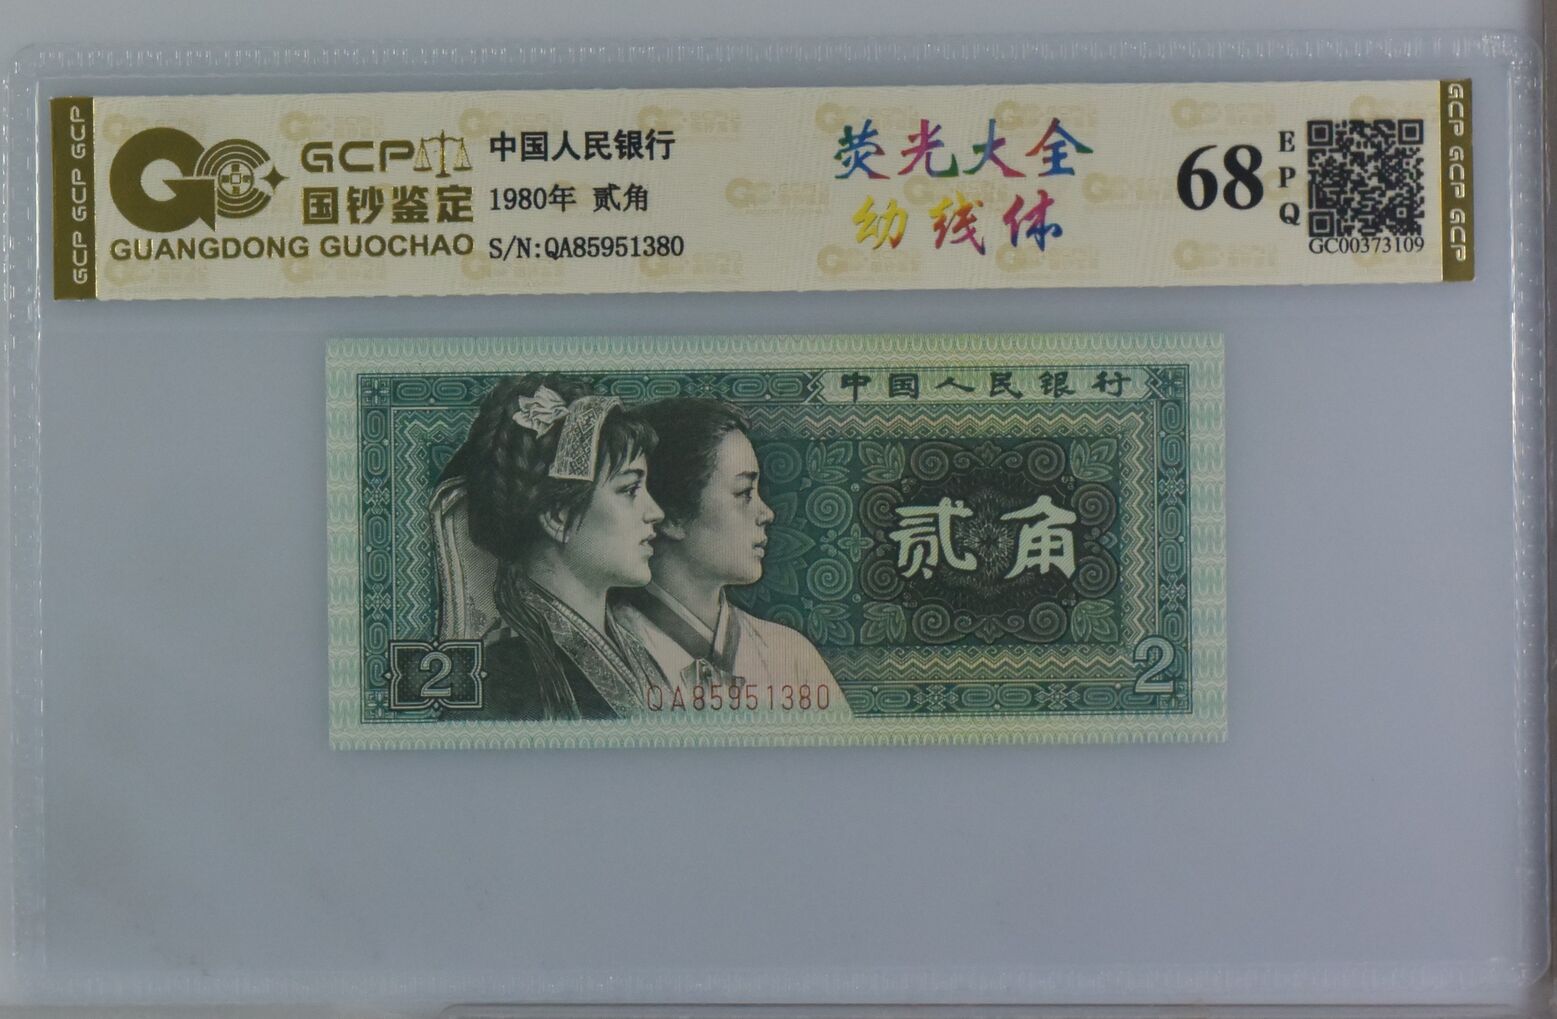 GCP GCP GCP
GCP
国钞鉴定
GUANGDONG GUOCHAO
中国人民银行
1980年 贰角
S/N:QA85951380
荧光大全
幼线体
68
EPQ
GC00373109
GCP GCP GCP
中国人民银行
贰角
2
2
QA85951380